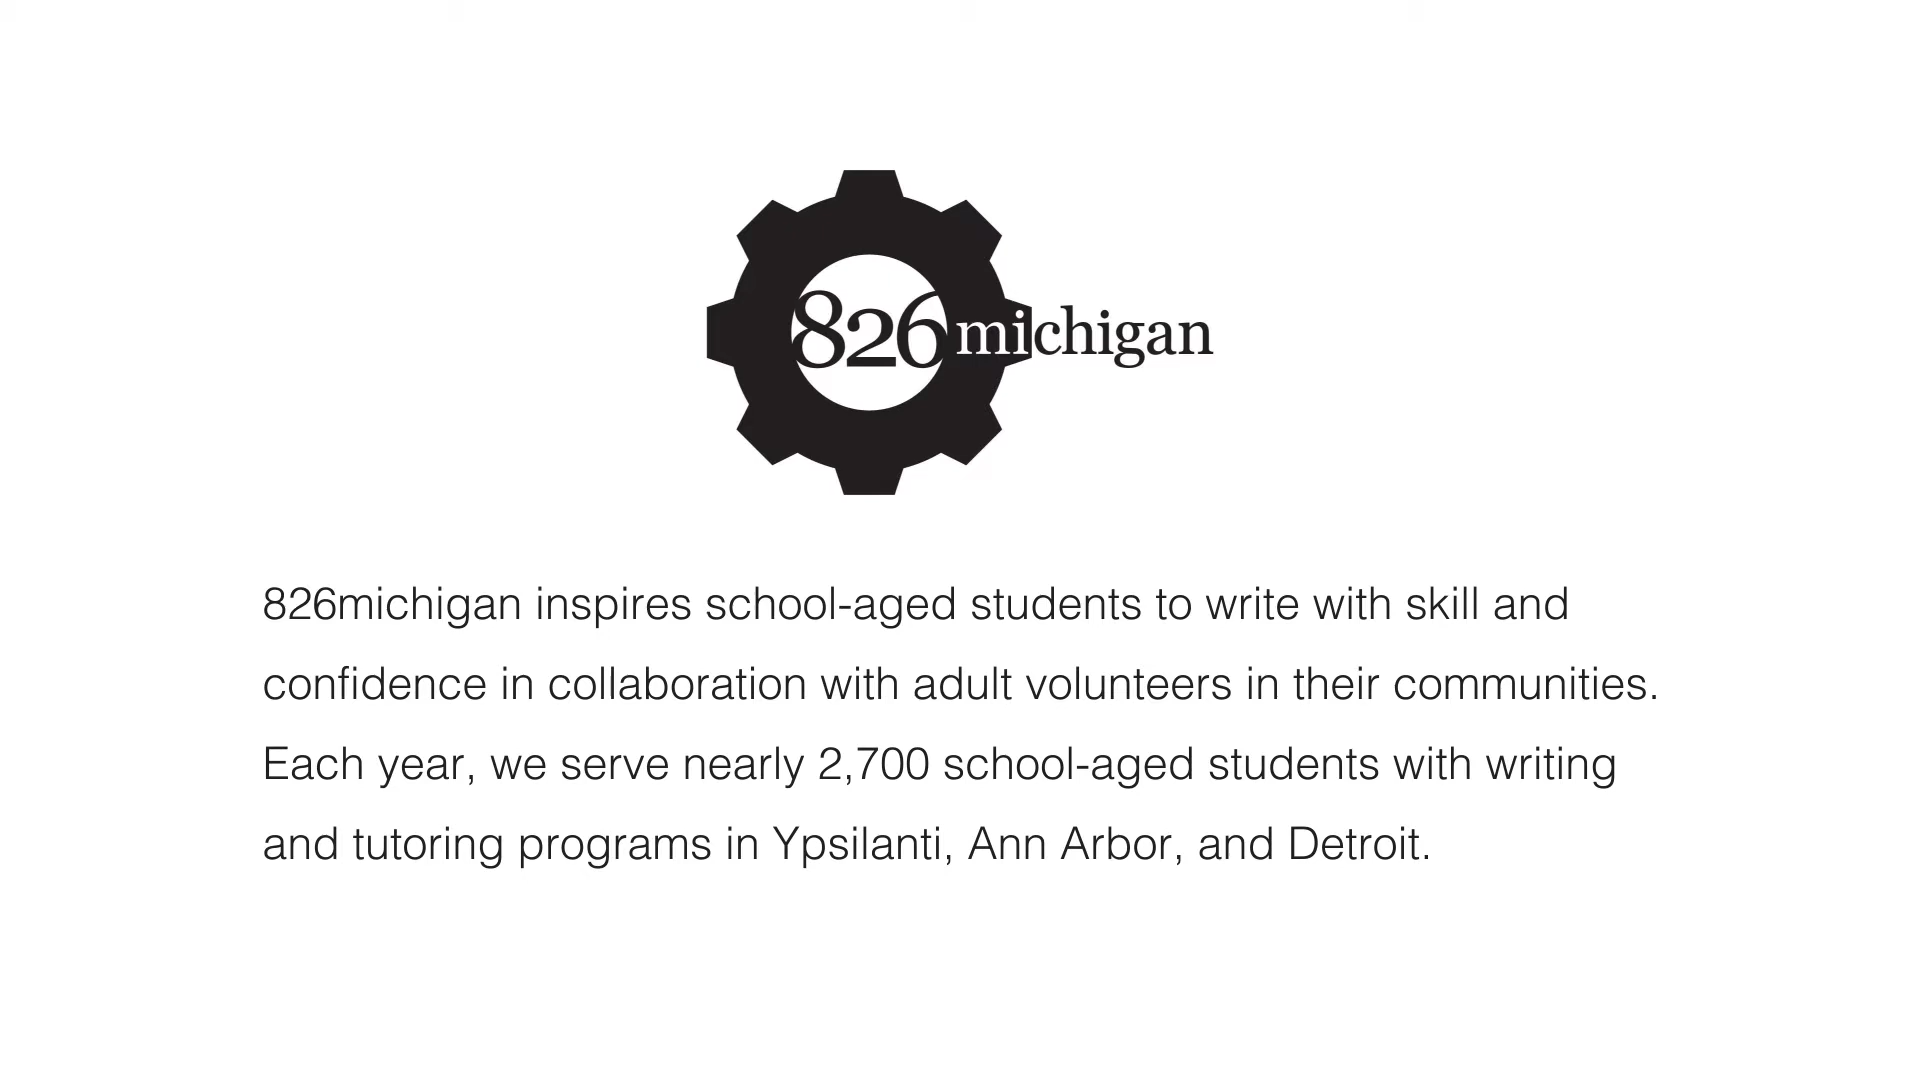 826michigan
826michigan inspires school-aged students to write with skill and
confidence in collaboration with adult volunteers in their communities.
Each year, we serve nearly 2,700 school-aged students with writing
and tutoring programs in Ypsilanti, Ann Arbor, and Detroit.